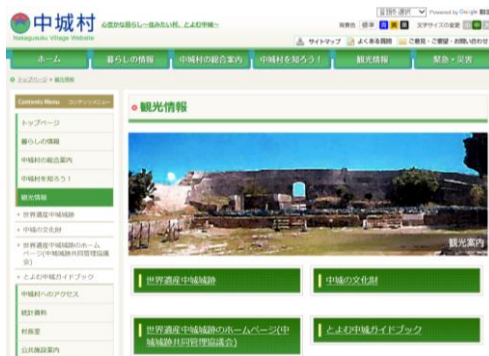 中城村
Nakagusuku Village Website
心豊かな暮らし〜住みたい村、とよむ中城〜
言語を選択 Powered by Google 翻訳
背景色 標準 青 黄 黒 文字サイズの変更 小 中 大
サイトマップ よくある質問 ご意見・ご要望・お問い合わせ
ホーム 暮らしの情報 中城村の総合案内 中城村を知ろう! 観光情報 緊急・災害
トップページ > 観光情報
Contents Menu コンテンツメニュー
トップページ
暮らしの情報
中城村の総合案内
中城村を知ろう!
観光情報
世界遺産中城城跡
中城の文化財
世界遺産中城城跡のホーム
ページ(中城城跡共同管理協議
会)
とよむ中城ガイドブック
中城村へのアクセス
統計資料
村長室
公共施設案内
観光情報
観光案内
世界遺産中城城跡
中城の文化財
世界遺産中城城跡のホームページ(中
城城跡共同管理協議会)
とよむ中城ガイドブック